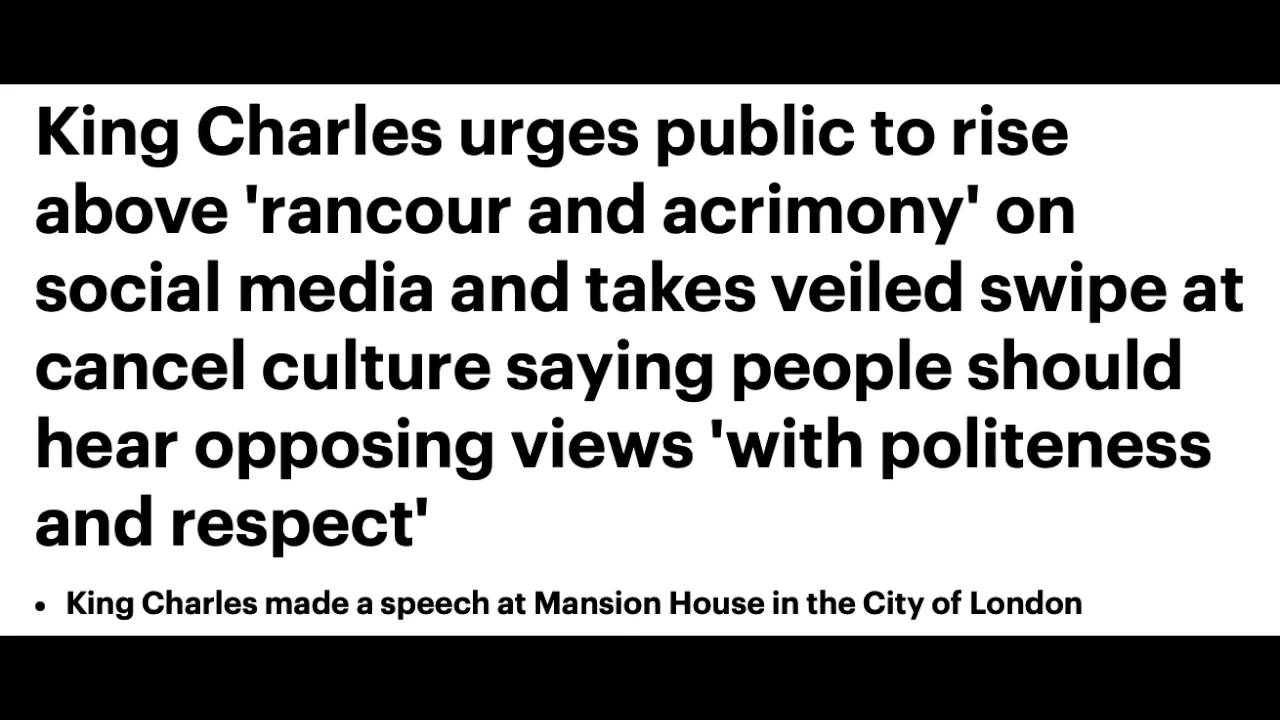 King Charles urges public to rise
above 'rancour and acrimony' on
social media and takes veiled swipe at
cancel culture saying people should
hear opposing views 'with politeness
and respect'
• King Charles made a speech at Mansion House in the City of London